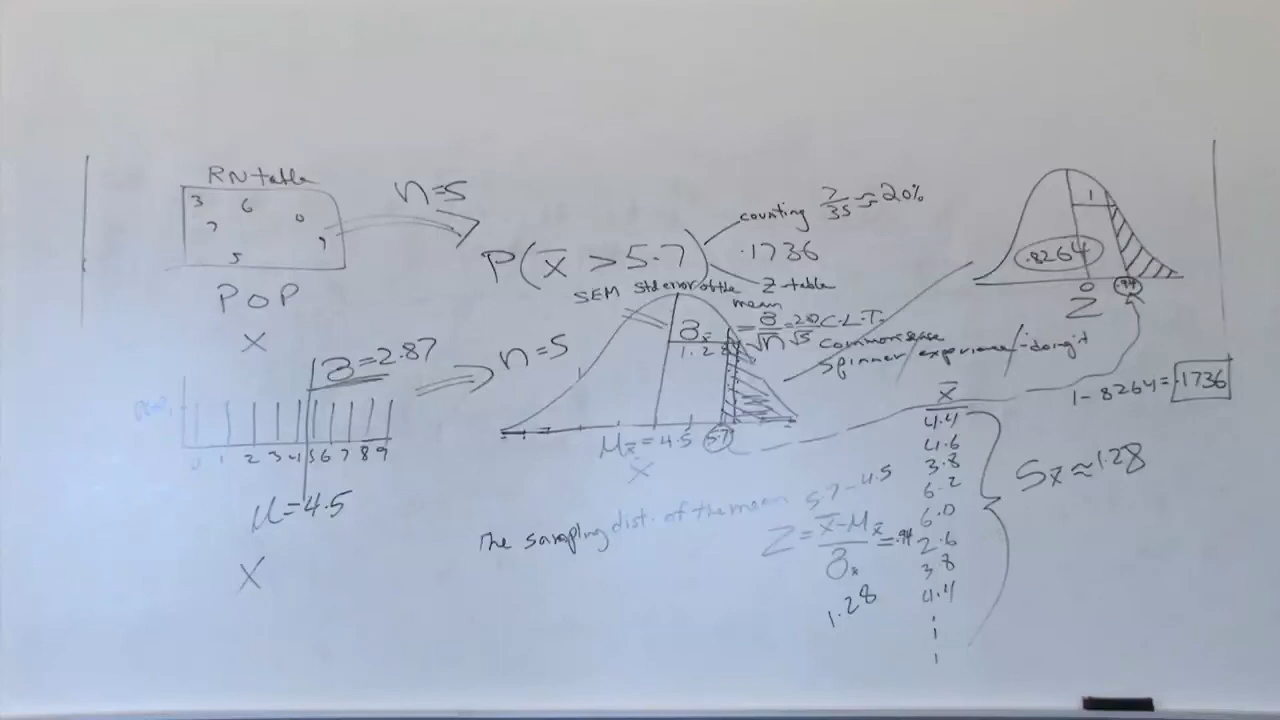 RN table
3 6
7 0
9
5
POP
X
n=5
P(x̄ > 5.7)
counting 7/35 ≈ 20%
.1736
Z-table
SEM Std error of the mean
σx̄ = σ/√n = 2.87/√5 C.L.T.
1.28
common sense
spinner experience/-doing it
σ=2.87
n=5
0 1 2 3 4 5 6 7 8 9
μ=4.5
X
μx̄=4.5 5.7
X̄
The sampling dist. of the mean
5.7-4.5
Z = x̄-μx̄/σx̄ = .94
1.28
x̄
4.4
4.6
3.8
6.2
6.0
2.6
3.8
4.4
Sx̄≈1.28
1
.8264
0 .94
Z
1-8264=.1736